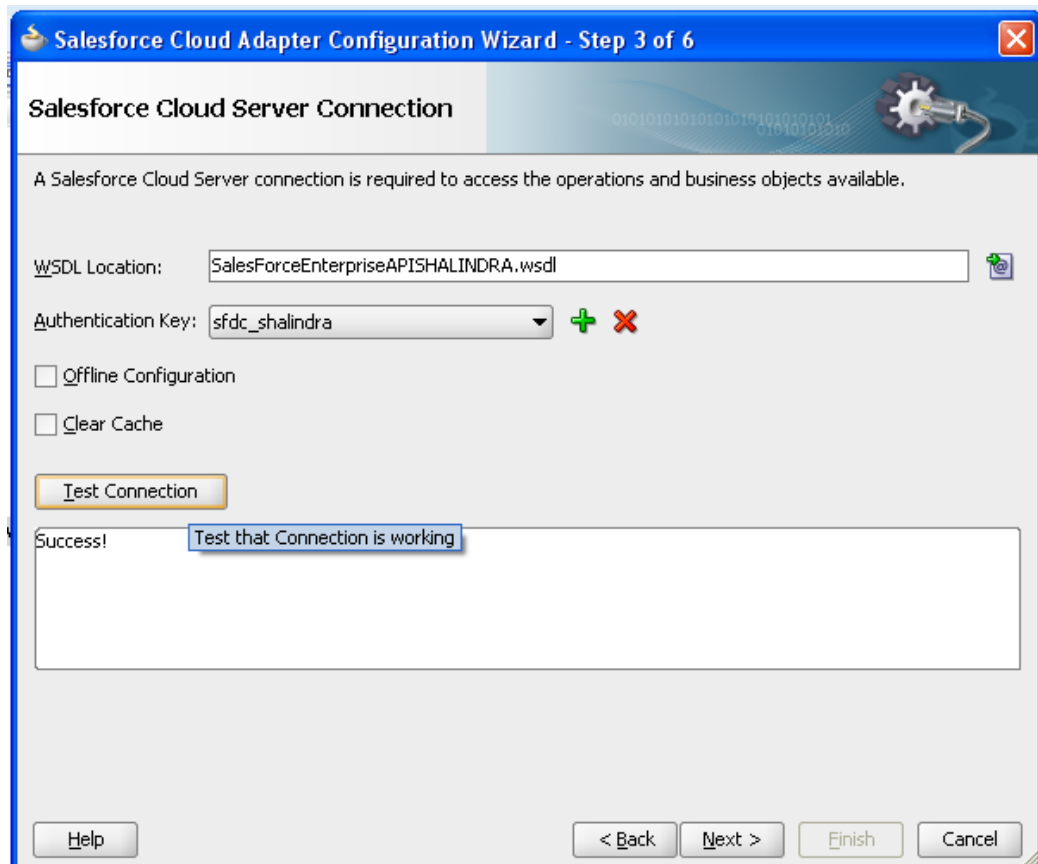 Salesforce Cloud Adapter Configuration Wizard - Step 3 of 6
Salesforce Cloud Server Connection
0101010101010101010101010101
01010101010
A Salesforce Cloud Server connection is required to access the operations and business objects available.
WSDL Location: SalesForceEnterpriseAPISHALINDRA.wsdl
Authentication Key: sfdc_shalindra
Offline Configuration
Clear Cache
Test Connection
Success! Test that Connection is working
Help < Back Next > Finish Cancel